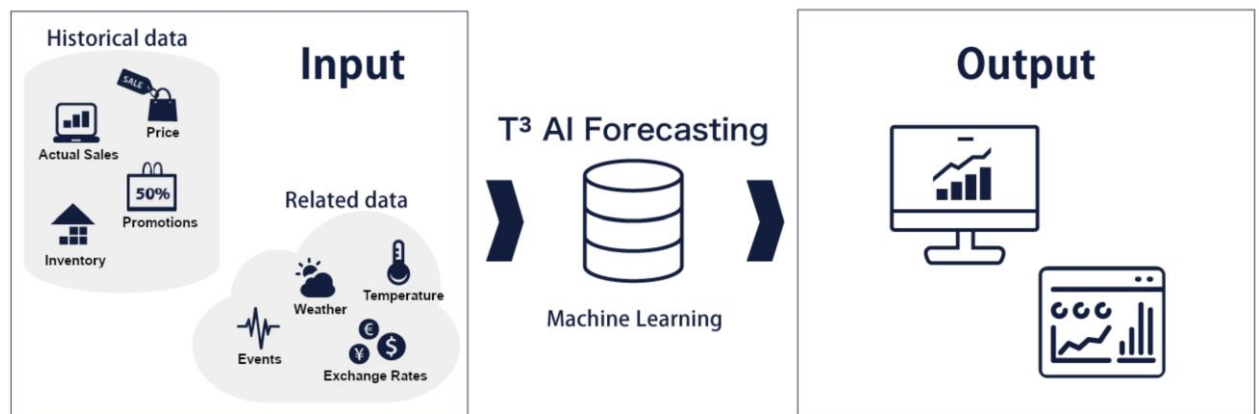 Historical data
Input
SALE
Price
Actual Sales
50%
Promotions
Inventory
Related data
Weather
Temperature
Events
€
¥
$
Exchange Rates
T³ AI Forecasting
Machine Learning
Output